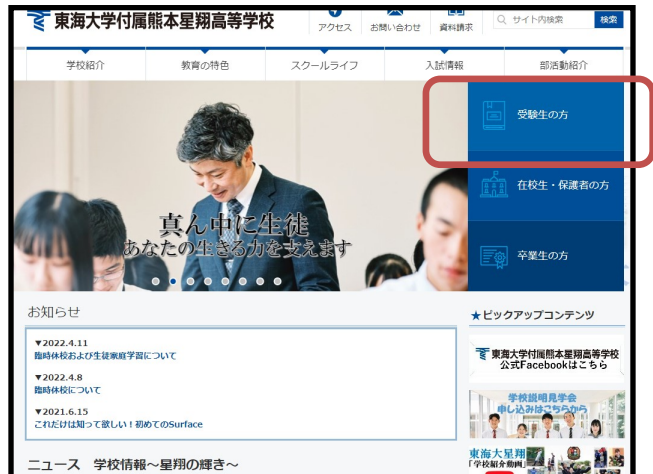 東海大学付属熊本星翔高等学校
アクセス
お問い合わせ
資料請求
サイト内検索
検索
学校紹介
教育の特色
スクールライフ
入試情報
部活動紹介
真ん中に生徒
あなたの生きる力を支えます
受験生の方
在校生・保護者の方
卒業生の方
お知らせ
▼2022.4.11
臨時休校および生徒家庭学習について
▼2022.4.8
臨時休校について
▼2021.6.15
これだけは知って欲しい！初めてのSurface
ニュース 学校情報～星翔の輝き～
★ピックアップコンテンツ
東海大学付属熊本星翔高等学校
公式Facebookはこちら
学校説明見学会
申し込みはこちらから
東海大星翔
「学校紹介動画」